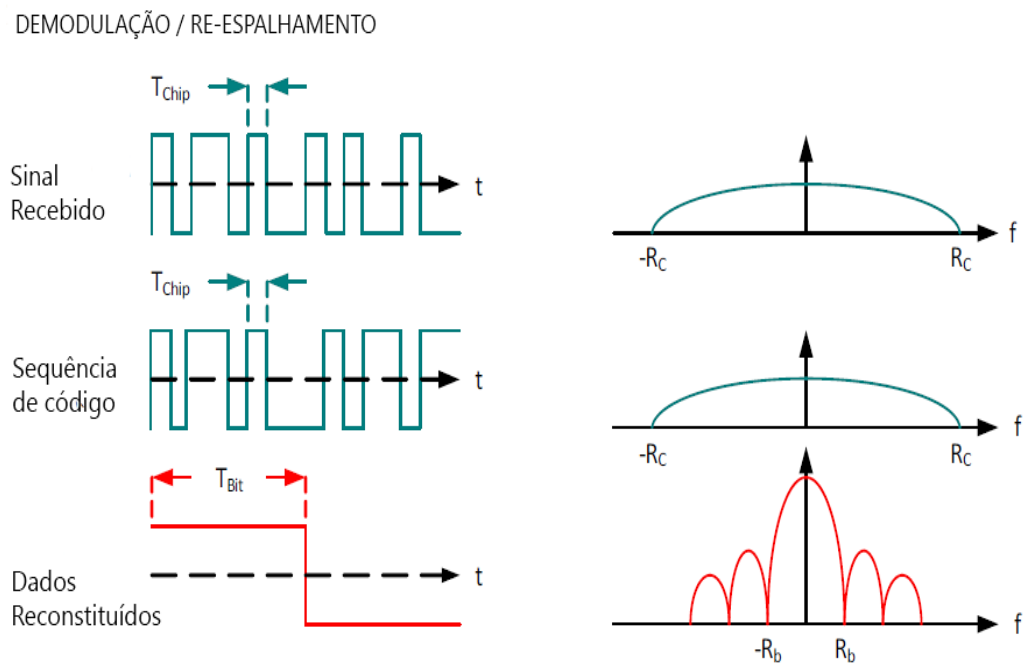 DEMODULAÇÃO / RE-ESPALHAMENTO
TChip
Sinal
Recebido
t
f
-RC
RC
TChip
Sequência
de código
t
f
-RC
RC
TBit
Dados
Reconstituídos
t
f
-Rb
Rb